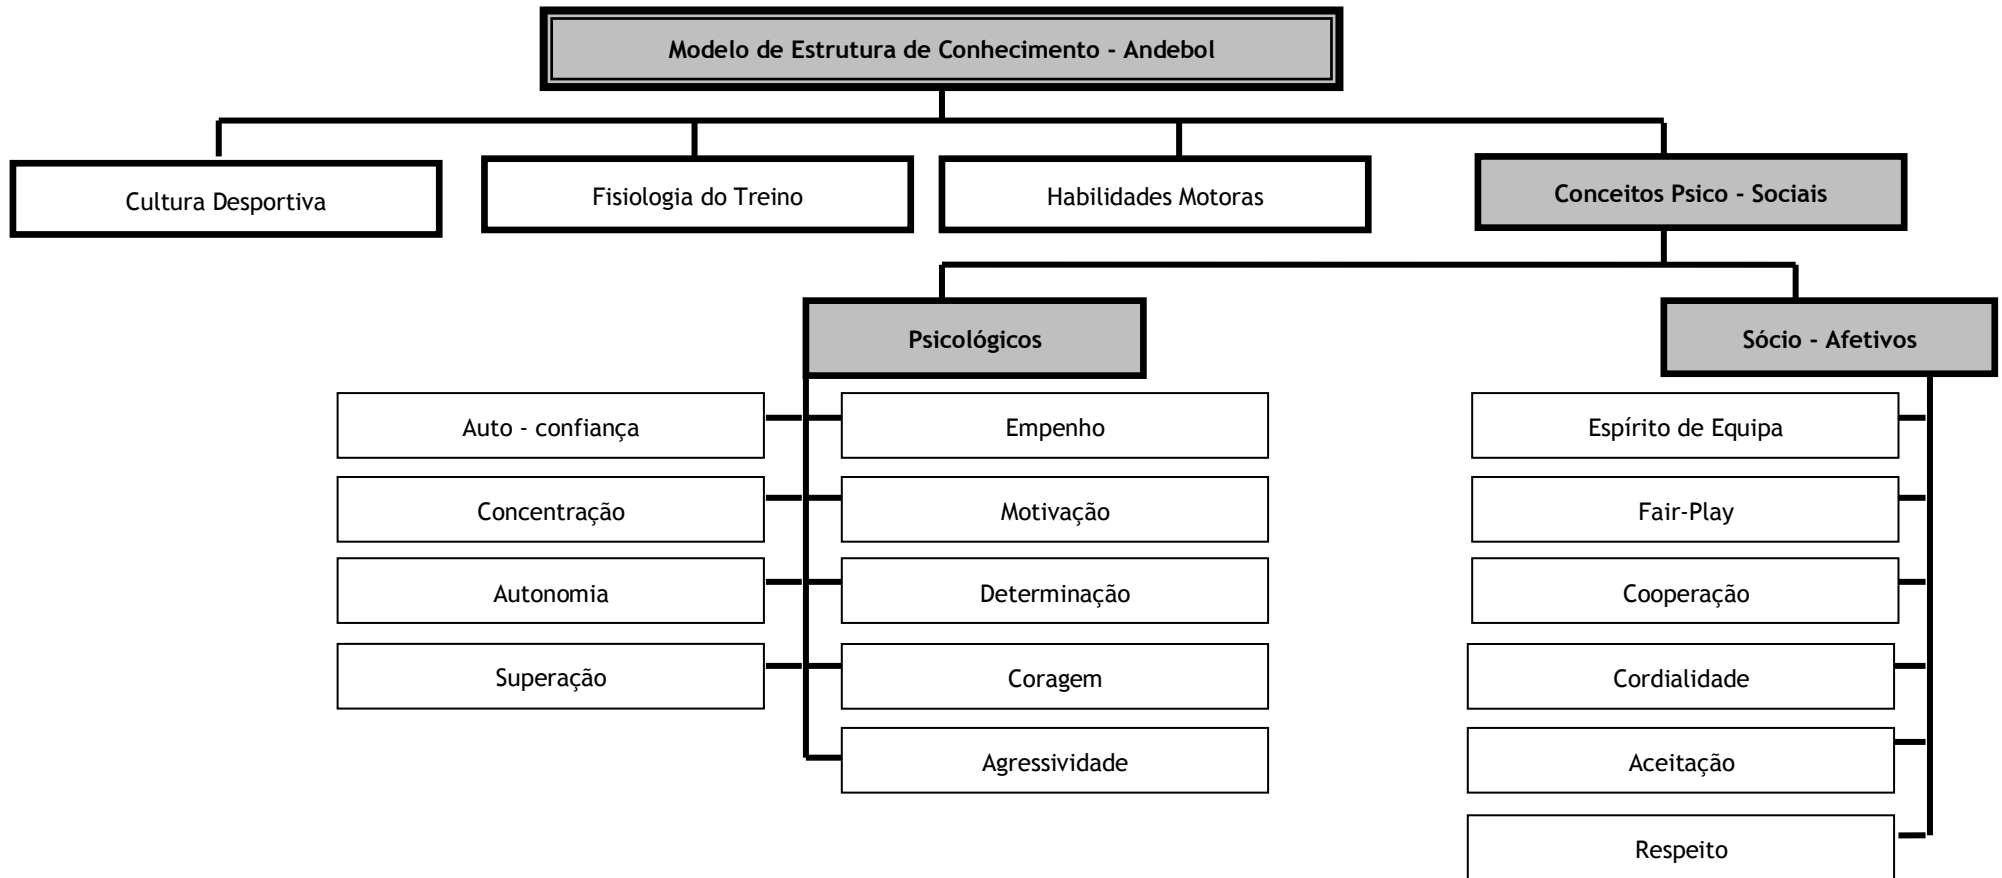 Modelo de Estrutura de Conhecimento - Andebol
Cultura Desportiva
Fisiologia do Treino
Habilidades Motoras
Conceitos Psico - Sociais
Psicológicos
Sócio - Afetivos
Auto - confiança
Empenho
Espírito de Equipa
Concentração
Motivação
Fair-Play
Autonomia
Determinação
Cooperação
Superação
Coragem
Cordialidade
Agressividade
Aceitação
Respeito